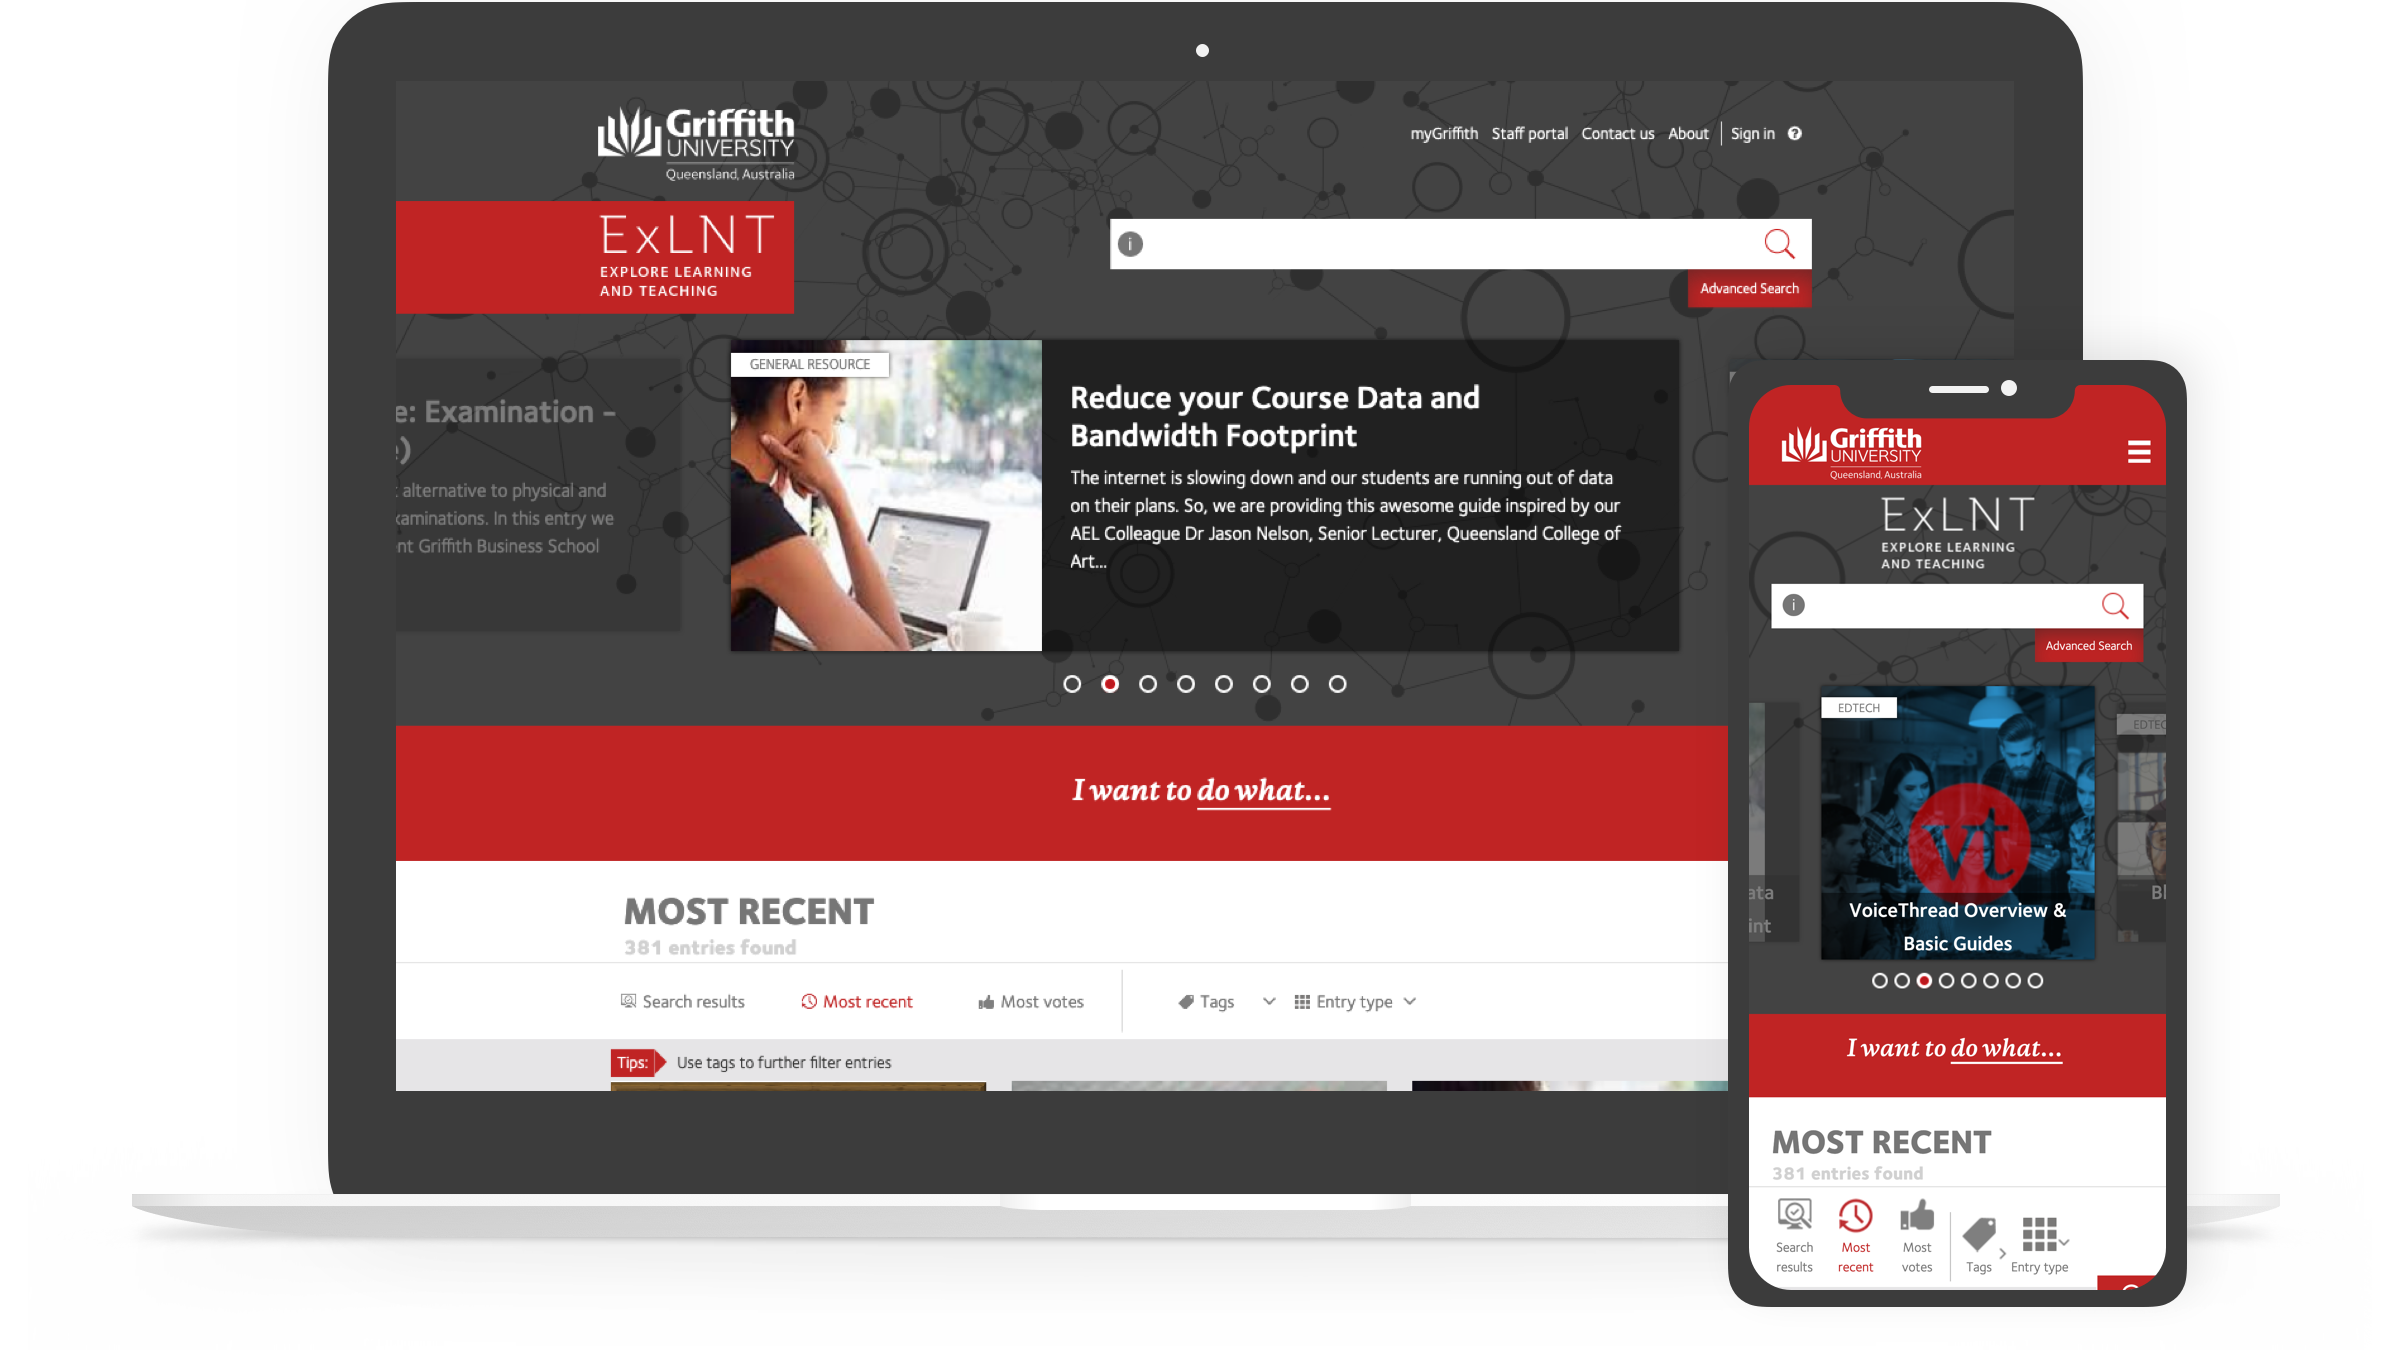 Griffith
UNIVERSITY
Queensland, Australia
myGriffith Staff portal Contact us About Sign in
ExLNT
EXPLORE LEARNING
AND TEACHING
Advanced Search
e: Examination –
e)
alternative to physical and
xaminations. In this entry we
nt Griffith Business School
GENERAL RESOURCE
Reduce your Course Data and
Bandwidth Footprint
The internet is slowing down and our students are running out of data
on their plans. So, we are providing this awesome guide inspired by our
AEL Colleague Dr Jason Nelson, Senior Lecturer, Queensland College of
Art...
I want to do what...
MOST RECENT
381 entries found
Search results Most recent Most votes Tags Entry type
Tips: Use tags to further filter entries
Griffith
UNIVERSITY
Queensland, Australia
ExLNT
EXPLORE LEARNING
AND TEACHING
Advanced Search
EDTECH
vt
VoiceThread Overview &
Basic Guides
ata
int
EDTEC
Bl
I want to do what...
MOST RECENT
381 entries found
Search
results
Most
recent
Most
votes
Tags
Entry type